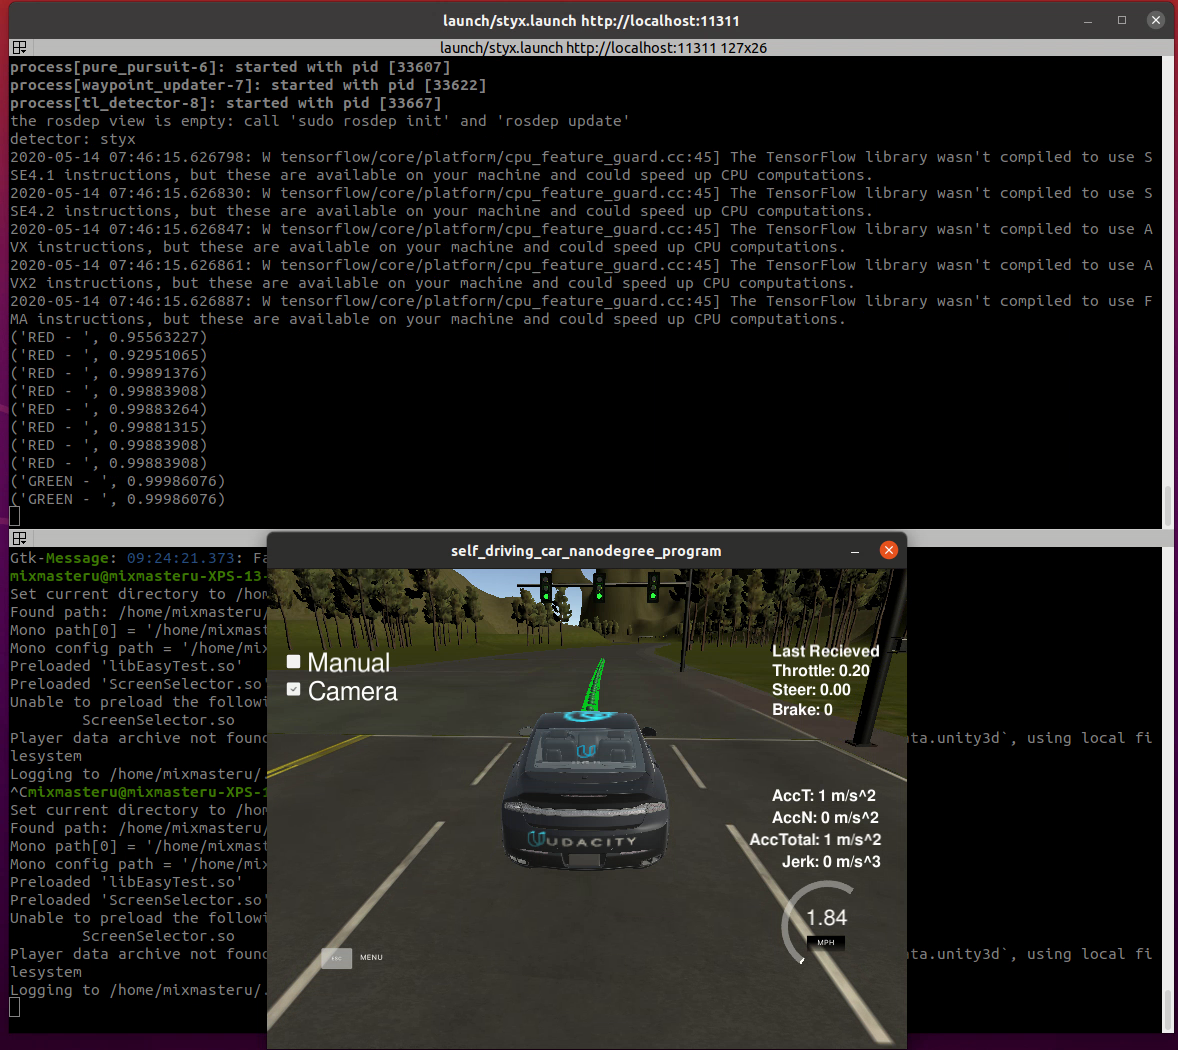 launch/styx.launch http://localhost:11311
launch/styx.launch http://localhost:11311 127x26
process[pure_pursuit-6]: started with pid [33607]
process[waypoint_updater-7]: started with pid [33622]
process[tl_detector-8]: started with pid [33667]
the rosdep view is empty: call 'sudo rosdep init' and 'rosdep update'
detector: styx
2020-05-14 07:46:15.626798: W tensorflow/core/platform/cpu_feature_guard.cc:45] The TensorFlow library wasn't compiled to use S
SE4.1 instructions, but these are available on your machine and could speed up CPU computations.
2020-05-14 07:46:15.626830: W tensorflow/core/platform/cpu_feature_guard.cc:45] The TensorFlow library wasn't compiled to use S
SE4.2 instructions, but these are available on your machine and could speed up CPU computations.
2020-05-14 07:46:15.626847: W tensorflow/core/platform/cpu_feature_guard.cc:45] The TensorFlow library wasn't compiled to use A
VX instructions, but these are available on your machine and could speed up CPU computations.
2020-05-14 07:46:15.626861: W tensorflow/core/platform/cpu_feature_guard.cc:45] The TensorFlow library wasn't compiled to use A
VX2 instructions, but these are available on your machine and could speed up CPU computations.
2020-05-14 07:46:15.626887: W tensorflow/core/platform/cpu_feature_guard.cc:45] The TensorFlow library wasn't compiled to use F
MA instructions, but these are available on your machine and could speed up CPU computations.
('RED - ', 0.95563227)
('RED - ', 0.92951065)
('RED - ', 0.99891376)
('RED - ', 0.99883908)
('RED - ', 0.99883264)
('RED - ', 0.99881315)
('RED - ', 0.99883908)
('RED - ', 0.99883908)
('GREEN - ', 0.99986076)
('GREEN - ', 0.99986076)
Gtk-Message: 09:24:21.373: Fa
mixmasteru@mixmasteru-XPS-13-
Set current directory to /hom
Found path: /home/mixmasteru/
Mono path[0] = '/home/mixmast
Mono config path = '/home/mix
Preloaded 'libEasyTest.so'
Preloaded 'ScreenSelector.so'
Unable to preload the followi
ScreenSelector.so
Player data archive not found ata.unity3d`, using local fi
lesystem
Logging to /home/mixmasteru/.
^Cmixmasteru@mixmasteru-XPS-1
Set current directory to /hom
Found path: /home/mixmasteru/
Mono path[0] = '/home/mixmast
Mono config path = '/home/mix
Preloaded 'libEasyTest.so'
Preloaded 'ScreenSelector.so'
Unable to preload the followi
ScreenSelector.so
Player data archive not found ata.unity3d`, using local fi
lesystem
Logging to /home/mixmasteru/.
self_driving_car_nanodegree_program
Manual
Camera
Last Recieved
Throttle: 0.20
Steer: 0.00
Brake: 0
UDACITY
AccT: 1 m/s^2
AccN: 0 m/s^2
AccTotal: 1 m/s^2
Jerk: 0 m/s^3
1.84
MPH
ESC
MENU